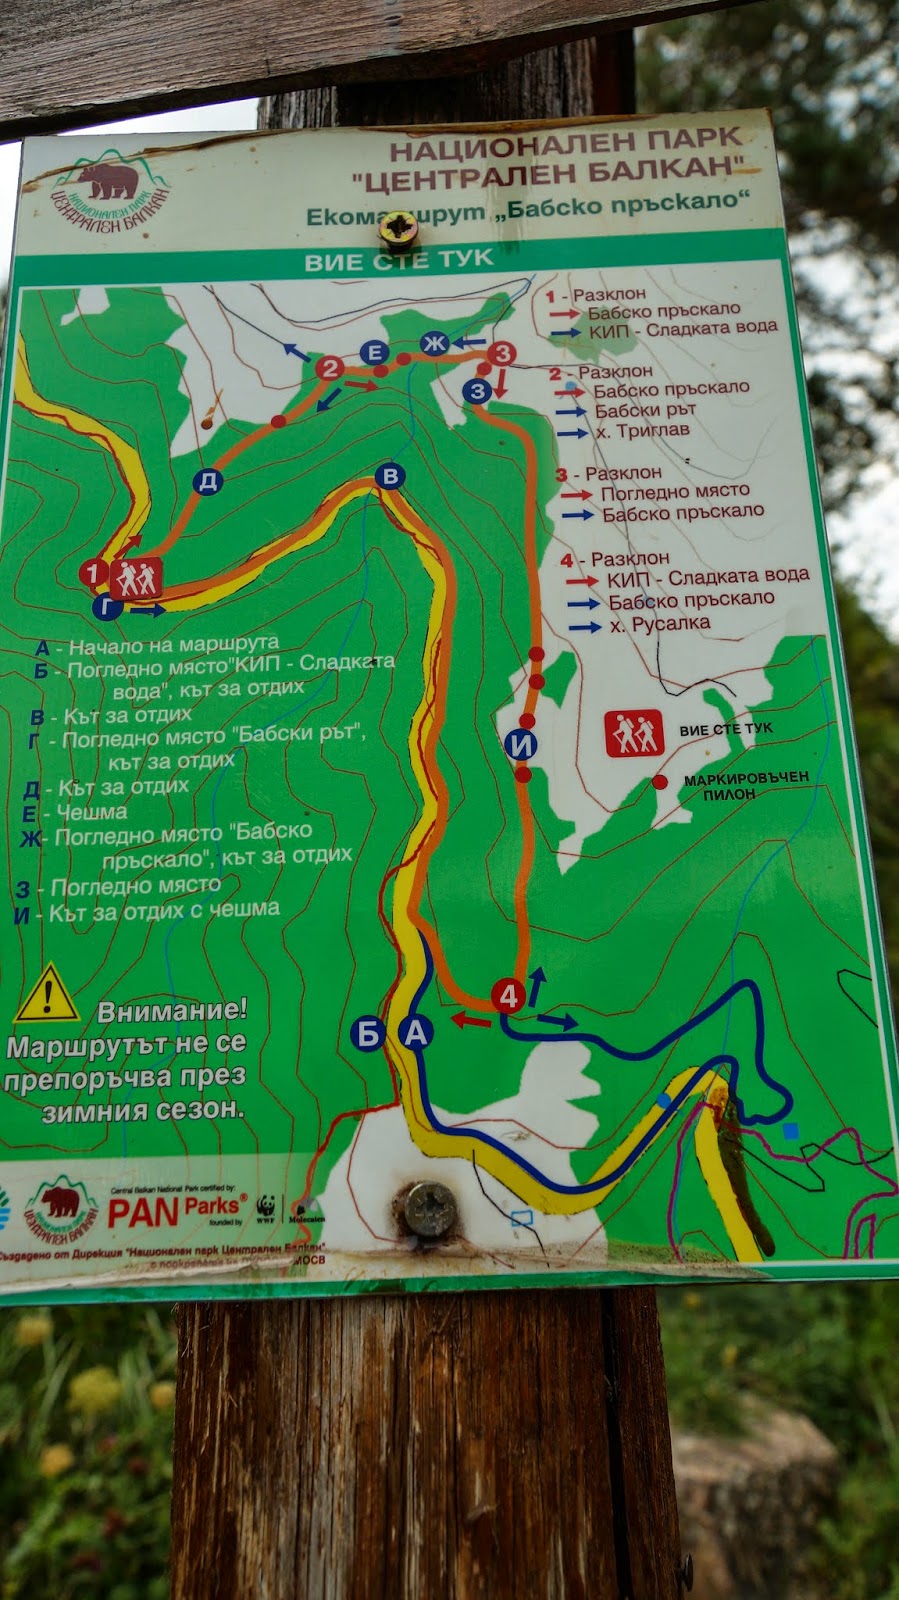 НАЦИОНАЛЕН ПАРК
"ЦЕНТРАЛЕН БАЛКАН"
Екомаршрут „Бабско пръскало“
НАЦИОНАЛЕН ПАРК
ЦЕНТРАЛЕН БАЛКАН
ВИЕ СТЕ ТУК
1 - Разклон
Бабско пръскало
КИП - Сладката вода
2 - Разклон
Бабско пръскало
Бабски рът
х. Триглав
3 - Разклон
Погледно място
Бабско пръскало
4 - Разклон
КИП - Сладката вода
Бабско пръскало
х. Русалка
2
Е
Ж
3
З
Д
В
1
Г
И
4
Б
А
ВИЕ СТЕ ТУК
МАРКИРОВЪЧЕН
ПИЛОН
А - Начало на маршрута
Б - Погледно място"КИП - Сладката
вода", кът за отдих
В - Кът за отдих
Г - Погледно място "Бабски рът",
кът за отдих
Д - Кът за отдих
Е - Чешма
Ж- Погледно място "Бабско
пръскало", кът за отдих
З - Погледно място
И - Кът за отдих с чешма
Внимание!
Маршрутът не се
препоръчва през
зимния сезон.
ЦЕНТРАЛЕН БАЛКАН
Central Balkan National Park certified by:
PAN Parks®
founded by
WWF
Molecaten
Създадено от Дирекция "Национален парк Централен Балкан"
МОСВ